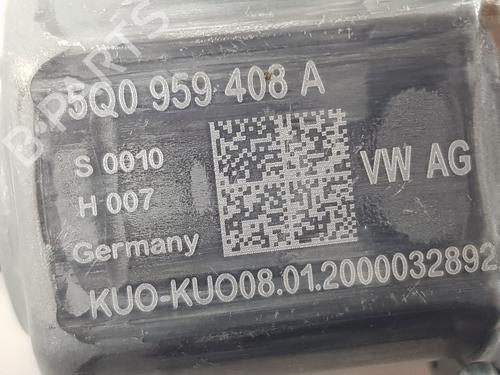 5Q0 959 408 A
S 0010
H 007
VW AG
Germany
KUO-KUO08.01.2000032892
B-PARTS